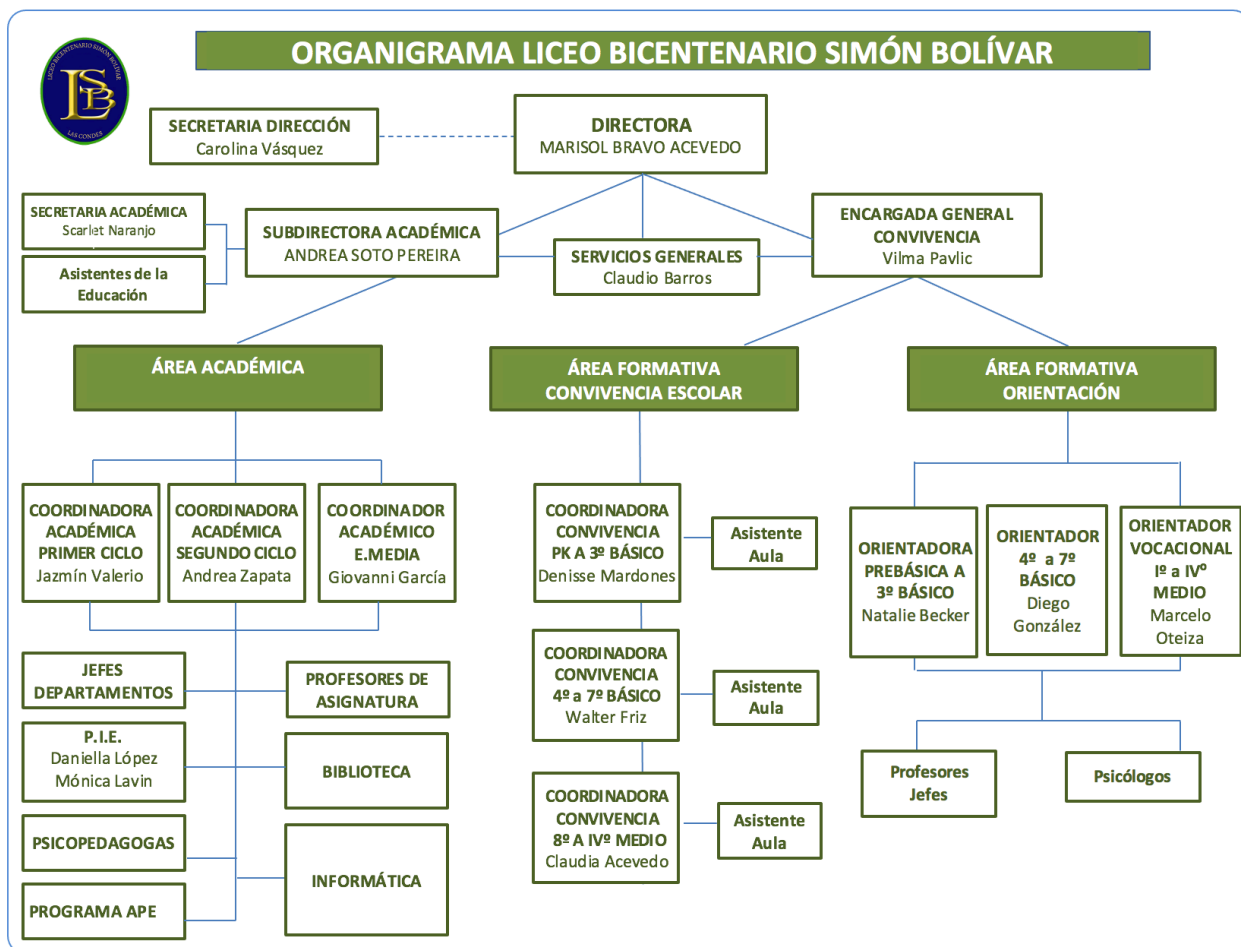 ORGANIGRAMA LICEO BICENTENARIO SIMÓN BOLÍVAR
LICEO BICENTENARIO SIMÓN BOLÍVAR
LSB
LAS CONDES
SECRETARIA DIRECCIÓN
Carolina Vásquez
DIRECTORA
MARISOL BRAVO ACEVEDO
SECRETARIA ACADÉMICA
Scarlet Naranjo
Asistentes de la
Educación
SUBDIRECTORA ACADÉMICA
ANDREA SOTO PEREIRA
SERVICIOS GENERALES
Claudio Barros
ENCARGADA GENERAL
CONVIVENCIA
Vilma Pavlic
ÁREA ACADÉMICA
ÁREA FORMATIVA
CONVIVENCIA ESCOLAR
ÁREA FORMATIVA
ORIENTACIÓN
COORDINADORA
ACADÉMICA
PRIMER CICLO
Jazmín Valerio
COORDINADORA
ACADÉMICA
SEGUNDO CICLO
Andrea Zapata
COORDINADOR
ACADÉMICO
E.MEDIA
Giovanni García
COORDINADORA
CONVIVENCIA
PK A 3º BÁSICO
Denisse Mardones
Asistente
Aula
ORIENTADORA
PREBÁSICA A
3º BÁSICO
Natalie Becker
ORIENTADOR
4º a 7º
BÁSICO
Diego
González
ORIENTADOR
VOCACIONAL
Iº a IVº
MEDIO
Marcelo
Oteiza
JEFES
DEPARTAMENTOS
PROFESORES DE
ASIGNATURA
COORDINADORA
CONVIVENCIA
4º a 7º BÁSICO
Walter Friz
Asistente
Aula
P.I.E.
Daniella López
Mónica Lavin
BIBLIOTECA
COORDINADORA
CONVIVENCIA
8º A IVº MEDIO
Claudia Acevedo
Asistente
Aula
Profesores
Jefes
Psicólogos
PSICOPEDAGOGAS
INFORMÁTICA
PROGRAMA APE